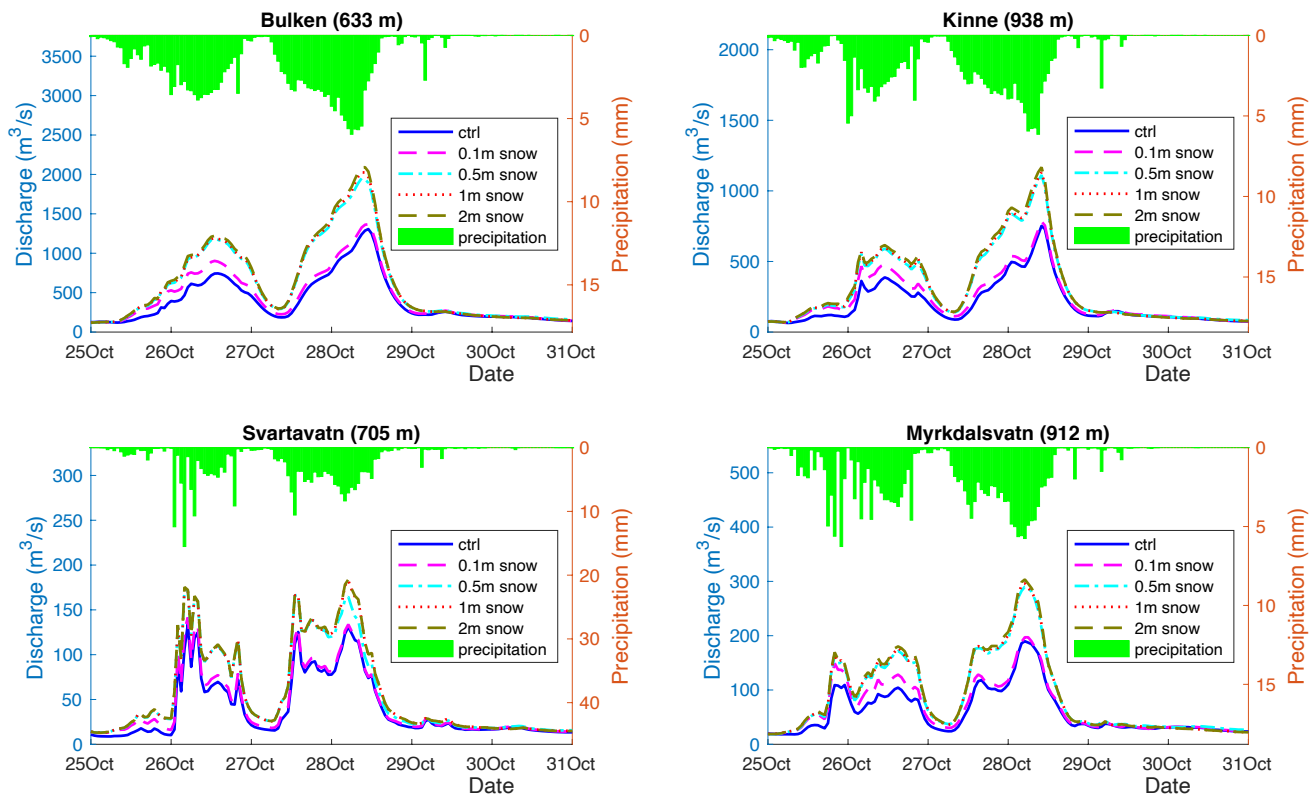 Bulken (633 m)
Discharge (m³/s)
3500
3000
2500
2000
1500
1000
500
0
0
5
10
15
Precipitation (mm)
ctrl
0.1m snow
0.5m snow
1m snow
2m snow
precipitation
25Oct 26Oct 27Oct 28Oct 29Oct 30Oct 31Oct
Date
Kinne (938 m)
Discharge (m³/s)
2000
1500
1000
500
0
0
5
10
15
Precipitation (mm)
ctrl
0.1m snow
0.5m snow
1m snow
2m snow
precipitation
25Oct 26Oct 27Oct 28Oct 29Oct 30Oct 31Oct
Date
Svartavatn (705 m)
Discharge (m³/s)
300
250
200
150
100
50
0
0
10
20
30
40
Precipitation (mm)
ctrl
0.1m snow
0.5m snow
1m snow
2m snow
precipitation
25Oct 26Oct 27Oct 28Oct 29Oct 30Oct 31Oct
Date
Myrkdalsvatn (912 m)
Discharge (m³/s)
500
400
300
200
100
0
0
5
10
15
Precipitation (mm)
ctrl
0.1m snow
0.5m snow
1m snow
2m snow
precipitation
25Oct 26Oct 27Oct 28Oct 29Oct 30Oct 31Oct
Date